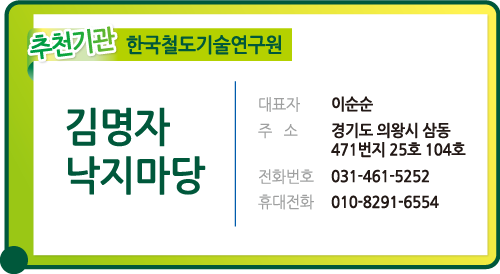 추천기관 한국철도기술연구원
김명자
낙지마당
대표자 이순순
주 소 경기도 의왕시 삼동
471번지 25호 104호
전화번호 031-461-5252
휴대전화 010-8291-6554